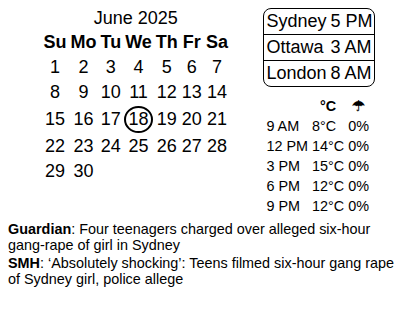 June 2025
Su Mo Tu We Th Fr Sa
1 2 3 4 5 6 7
8 9 10 11 12 13 14
15 16 17 18 19 20 21
22 23 24 25 26 27 28
29 30
Sydney 5 PM
Ottawa 3 AM
London 8 AM
°C ☂
9 AM 8°C 0%
12 PM 14°C 0%
3 PM 15°C 0%
6 PM 12°C 0%
9 PM 12°C 0%
Guardian: Four teenagers charged over alleged six-hour
gang-rape of girl in Sydney
SMH: ‘Absolutely shocking’: Teens filmed six-hour gang rape
of Sydney girl, police allege